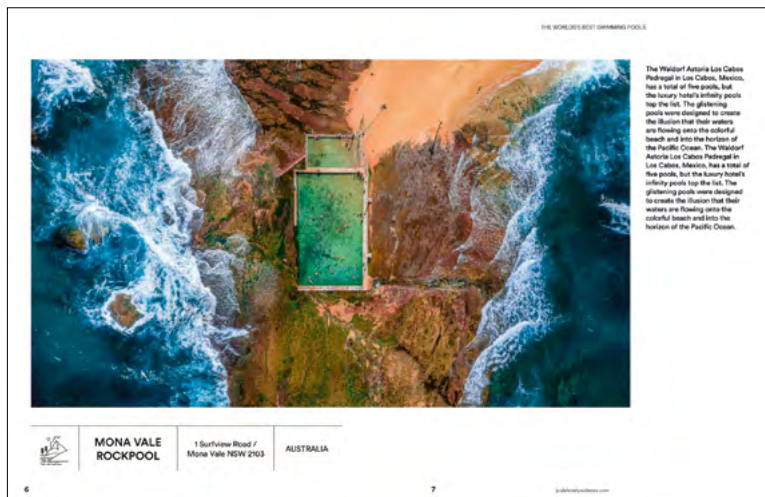 THE WORLDS'S BEST SWIMMING POOLS
The Waldorf Astoria Los Cabos
Pedregal in Los Cabos, Mexico,
has a total of five pools, but
the luxury hotel's infinity pools
top the list. The glistening
pools were designed to create
the illusion that their waters
are flowing onto the colorful
beach and into the horizon of
the Pacific Ocean. The Waldorf
Astoria Los Cabos Pedregal in
Los Cabos, Mexico, has a total of
five pools, but the luxury hotel's
infinity pools top the list. The
glistening pools were designed
to create the illusion that their
waters are flowing onto the
colorful beach and into the
horizon of the Pacific Ocean.
MONA VALE
ROCKPOOL
1 Surfview Road /
Mona Vale NSW 2103
AUSTRALIA
6
7